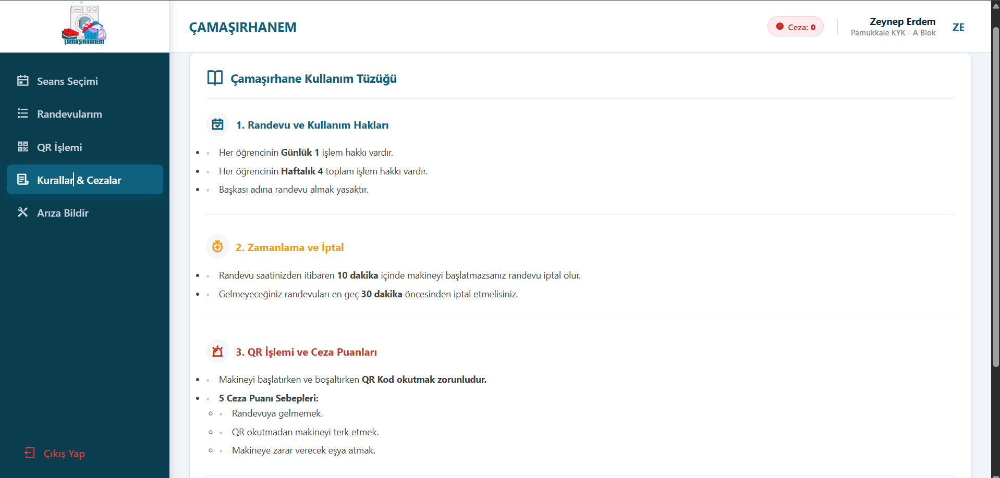 ÇAMAŞIRHANEM
ÇAMAŞIRHANEM
Ceza: 0
Zeynep Erdem
Pamukkale KYK - A Blok
ZE
Seans Seçimi
Randevularım
QR İşlemi
Kurallar & Cezalar
Arıza Bildir
Çıkış Yap
Çamaşırhane Kullanım Tüzüğü
1. Randevu ve Kullanım Hakları
Her öğrencinin Günlük 1 işlem hakkı vardır.
Her öğrencinin Haftalık 4 toplam işlem hakkı vardır.
Başkası adına randevu almak yasaktır.
2. Zamanlama ve İptal
Randevu saatinizden itibaren 10 dakika içinde makineyi başlatmazsanız randevu iptal olur.
Gelmeyeceğiniz randevuları en geç 30 dakika öncesinden iptal etmelisiniz.
3. QR İşlemi ve Ceza Puanları
Makineyi başlatırken ve boşaltırken QR Kod okutmak zorunludur.
5 Ceza Puanı Sebepleri:
Randevuya gelmemek.
QR okutmadan makineyi terk etmek.
Makineye zarar verecek eşya atmak.